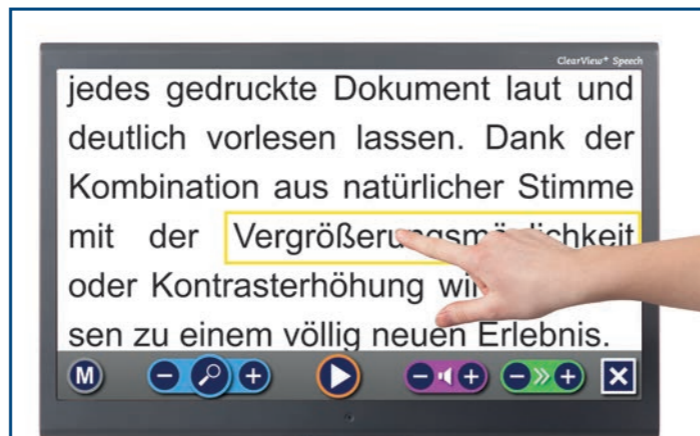 ClearView+ Speech
jedes gedruckte Dokument laut und
deutlich vorlesen lassen. Dank der
Kombination aus natürlicher Stimme
mit der
oder Kontrasterhöhung
sen zu einem völlig neuen Erlebnis.
M